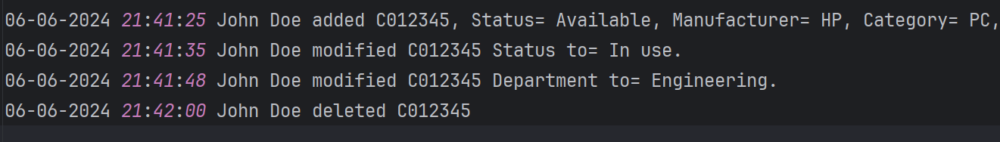 06-06-2024 21:41:25 John Doe added C012345, Status= Available, Manufacturer= HP, Category= PC,
06-06-2024 21:41:35 John Doe modified C012345 Status to= In use.
06-06-2024 21:41:48 John Doe modified C012345 Department to= Engineering.
06-06-2024 21:42:00 John Doe deleted C012345